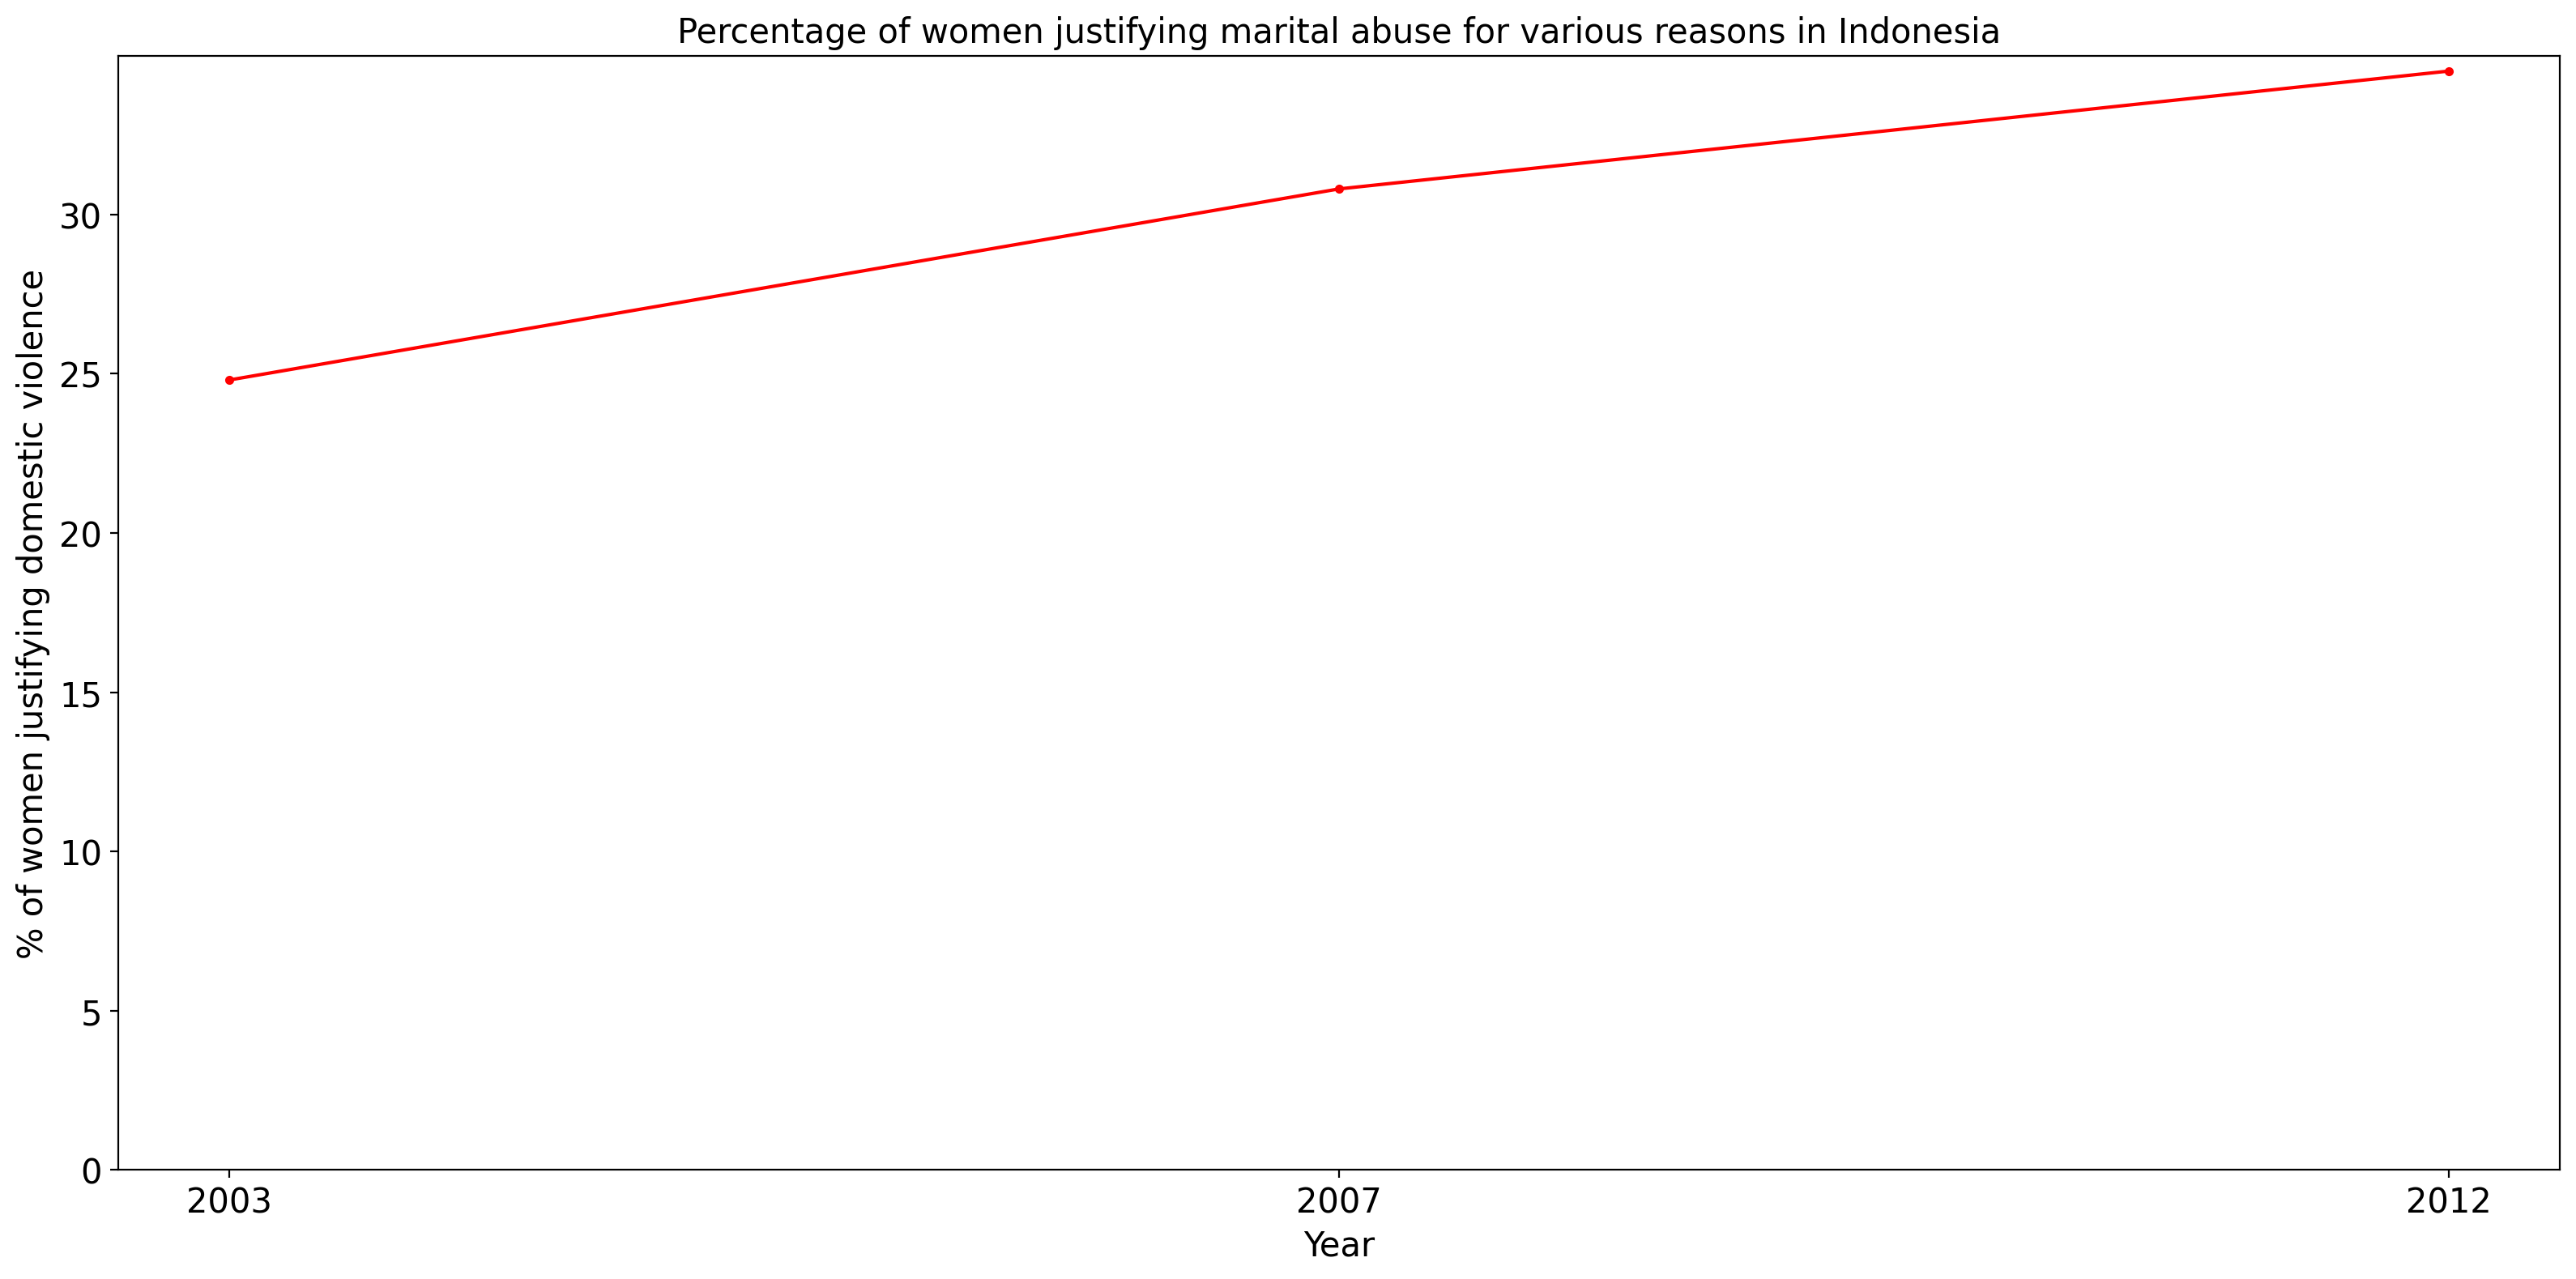 Percentage of women justifying marital abuse for various reasons in Indonesia
% of women justifying domestic violence
30
25
20
15
10
5
0
2003 2007 2012
Year